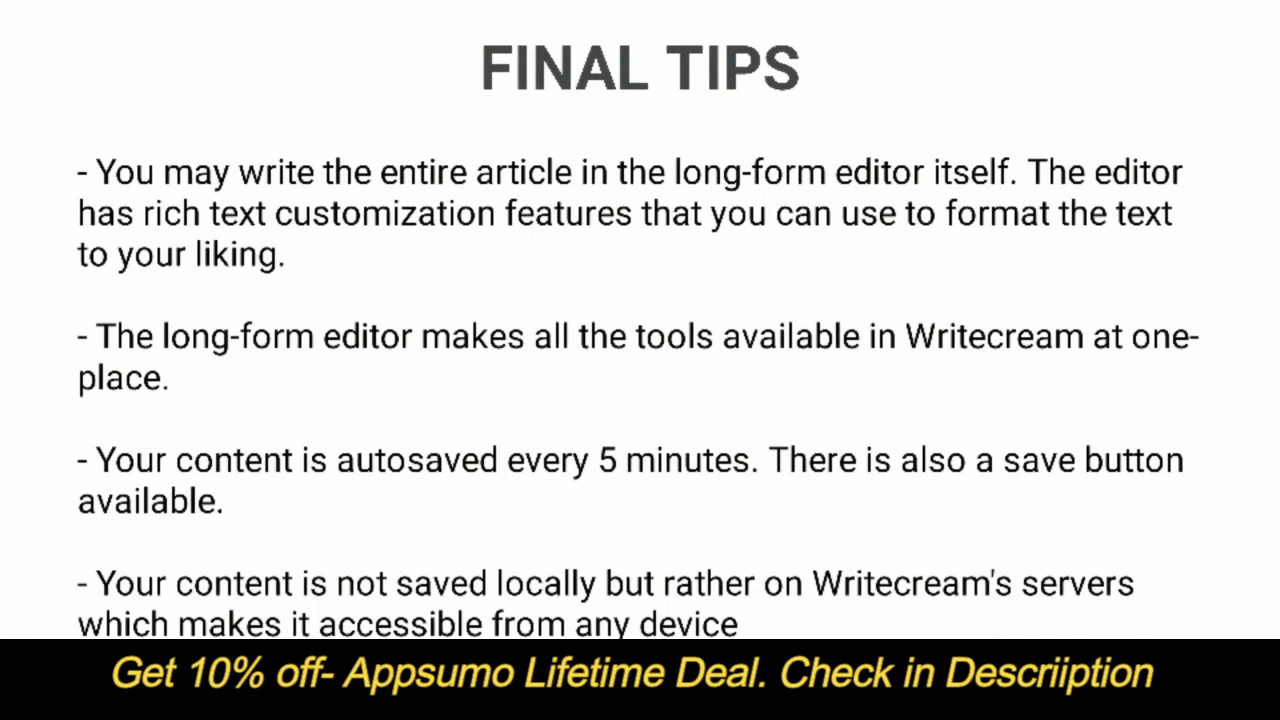 FINAL TIPS
- You may write the entire article in the long-form editor itself. The editor
has rich text customization features that you can use to format the text
to your liking.
- The long-form editor makes all the tools available in Writecream at one-
place.
- Your content is autosaved every 5 minutes. There is also a save button
available.
- Your content is not saved locally but rather on Writecream's servers
which makes it accessible from any device
Get 10% off- Appsumo Lifetime Deal. Check in Descriiption